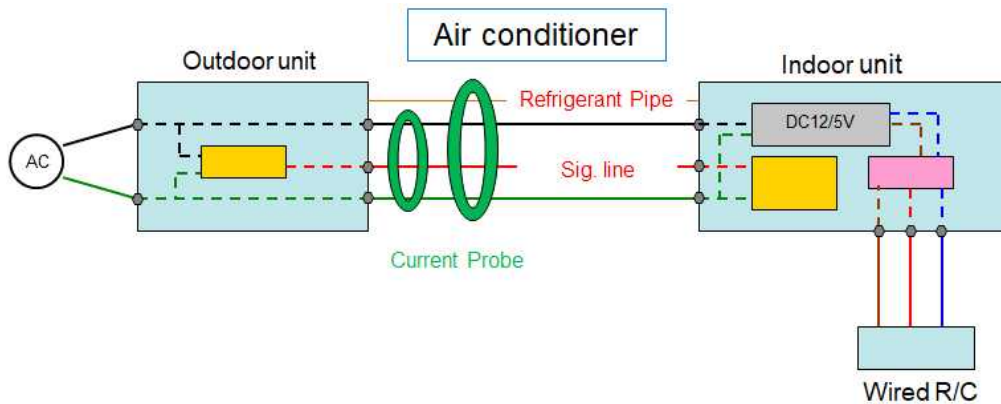 Air conditioner
Outdoor unit
Indoor unit
Refrigerant Pipe
DC12/5V
AC
Sig. line
Current Probe
Wired R/C